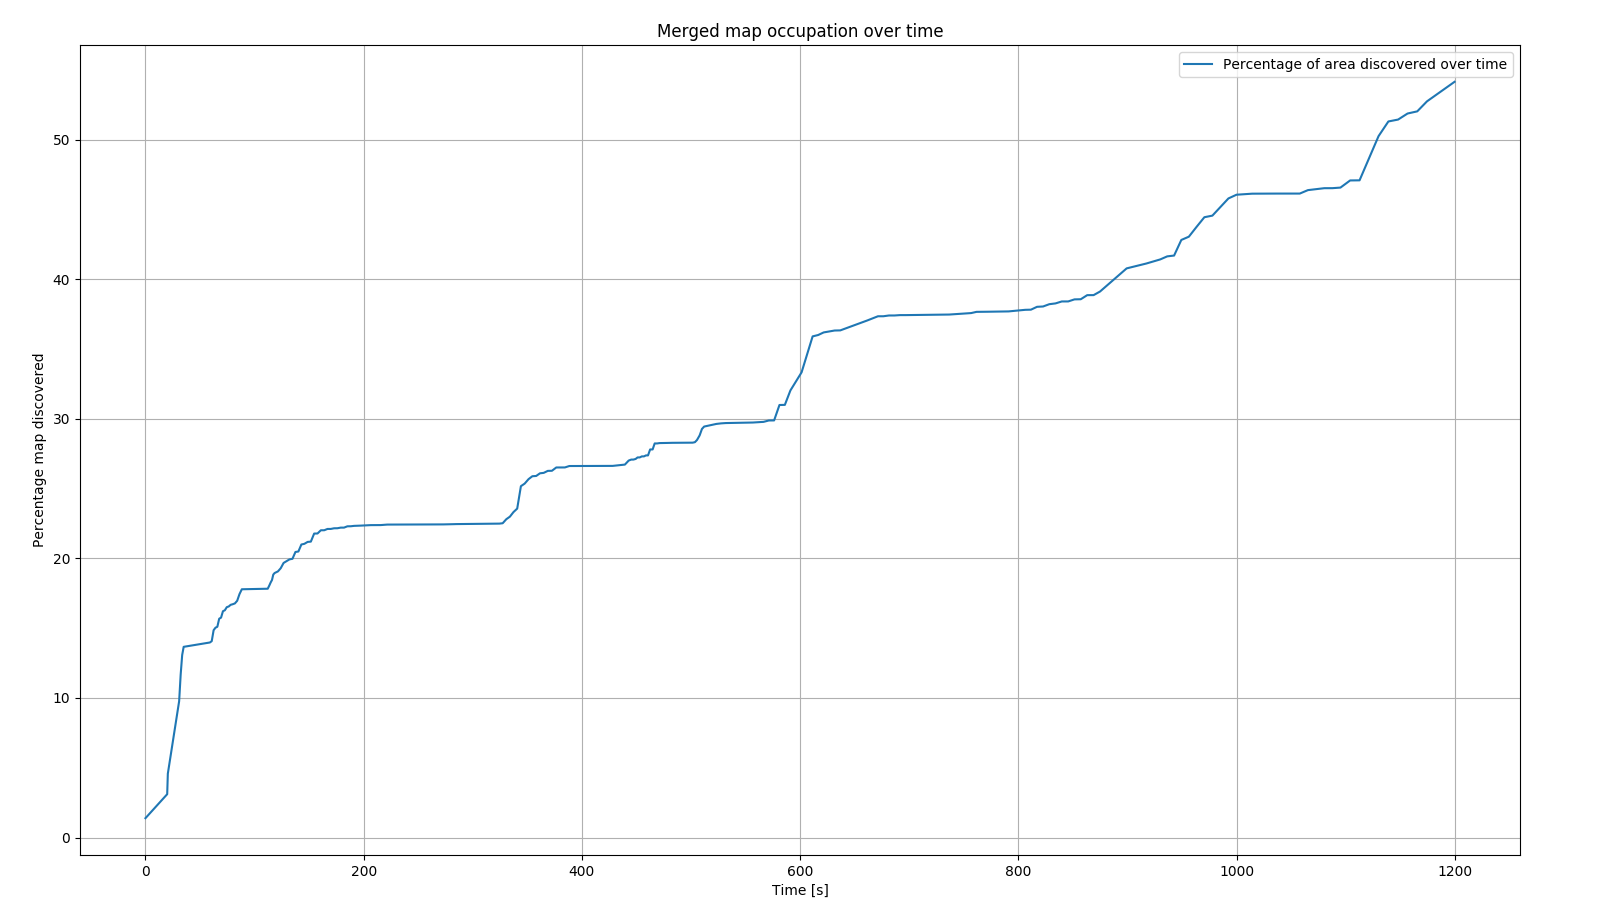 Merged map occupation over time
Percentage of area discovered over time
Percentage map discovered
50
40
30
20
10
0
0 200 400 600 800 1000 1200
Time [s]